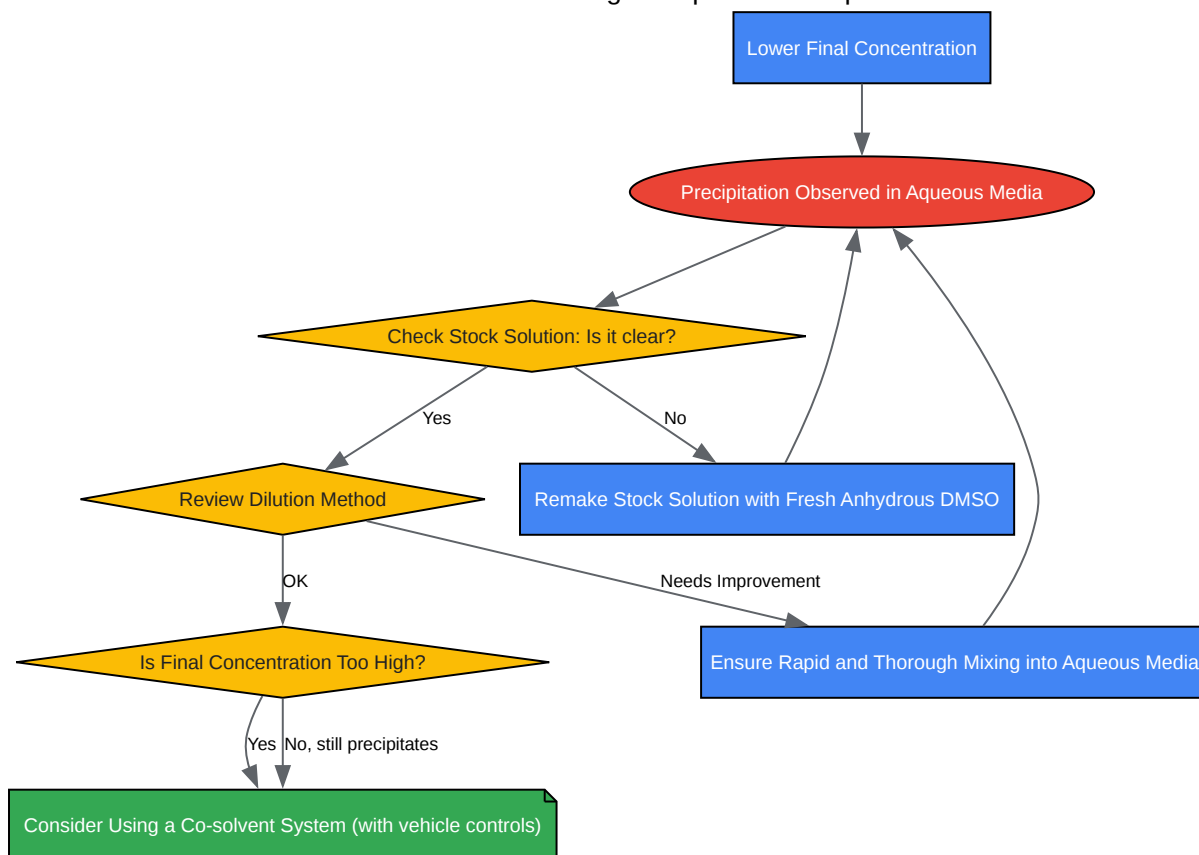 Lower Final Concentration
Precipitation Observed in Aqueous Media
Check Stock Solution: Is it clear?
Yes
No
Review Dilution Method
Remake Stock Solution with Fresh Anhydrous DMSO
OK
Needs Improvement
Is Final Concentration Too High?
Ensure Rapid and Thorough Mixing into Aqueous Media
Yes
No, still precipitates
Consider Using a Co-solvent System (with vehicle controls)